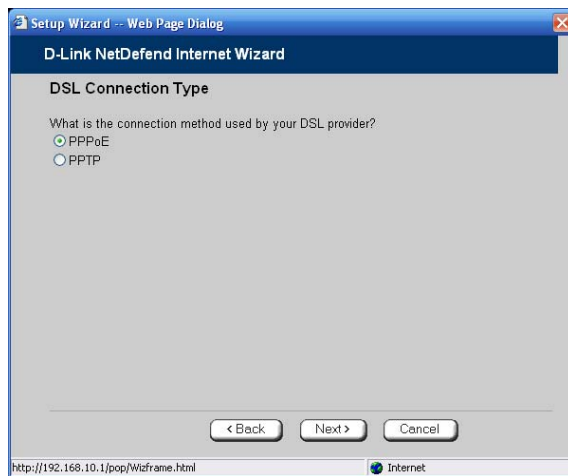 Setup Wizard -- Web Page Dialog
D-Link NetDefend Internet Wizard
DSL Connection Type
What is the connection method used by your DSL provider?
PPPoE
PPTP
< Back
Next >
Cancel
http://192.168.10.1/pop/Wizframe.html
Internet